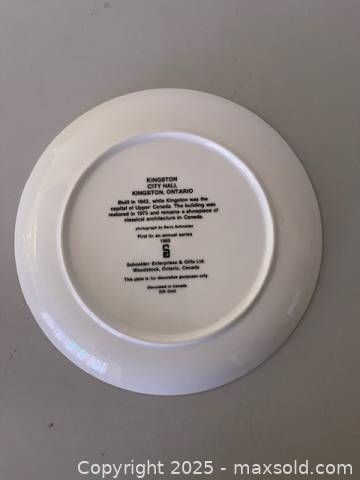 KINGSTON
CITY HALL
KINGSTON, ONTARIO
Built in 1843, while Kingston was the
capital of Upper Canada. The building was
restored in 1973 and remains a showpiece of
classical architecture in Canada.
photograph by Barry Schneider
First in an annual series
1983
Schneider Enterprises & Gifts Ltd.
Woodstock, Ontario, Canada
This plate is for decorative purposes only.
Decorated in Canada
Copyright © 2025 - maxsold.com